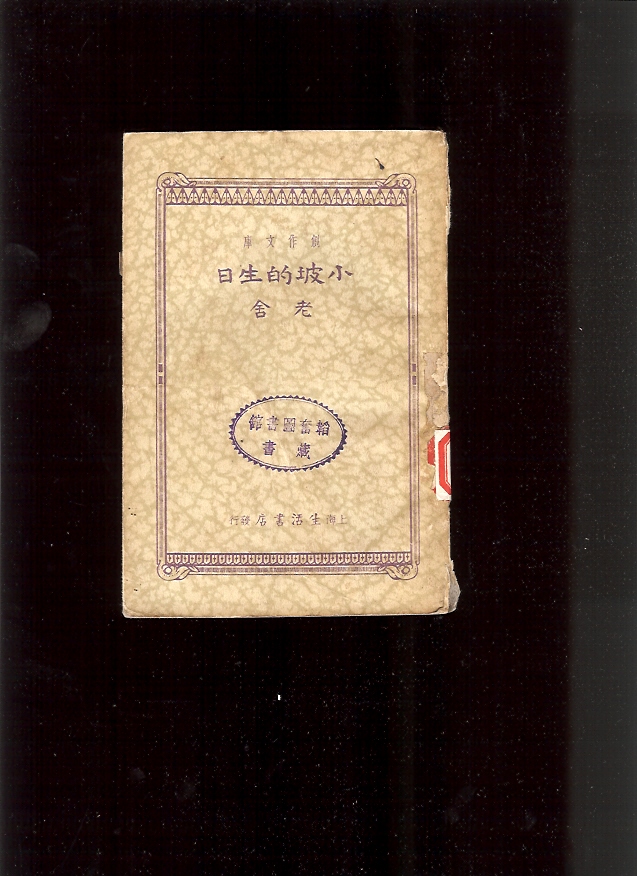 創作文庫
小坡的生日
老舍
韜奮圖書館
藏書
上海生活書店發行